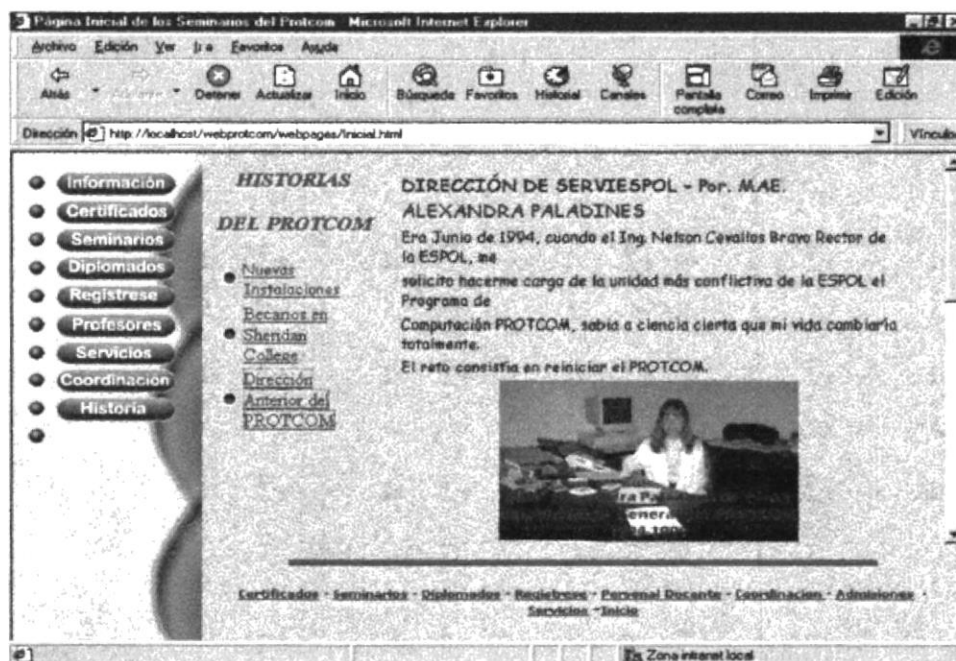 Página Inicial de los Seminarios del Protcom - Microsoft Internet Explorer
Archivo Edición Ver Ir a Favoritos Ayuda
Atrás Adelante Detener Actualizar Inicio Búsqueda Favoritos Historial Canales Pantalla completa Correo Imprimir Edición
Dirección http://localhost/webprotcom/webpages/Inicial.html Vínculos
Información
Certificados
Seminarios
Diplomados
Regístrese
Profesores
Servicios
Coordinación
Historia
HISTORIAS
DEL PROTCOM
Nuevas
Instalaciones
Becarios en
Sheridan
College
Dirección
Anterior del
PROTCOM
DIRECCIÓN DE SERVIESPOL - Por. MAE.
ALEXANDRA PALADINES
Era Junio de 1994, cuando el Ing. Nelson Cevallos Bravo Rector de
la ESPOL, me
solicito hacerme cargo de la unidad más conflictiva de la ESPOL el
Programa de
Computación PROTCOM, sabia a ciencia cierta que mi vida cambiaría
totalmente.
El reto consistia en reiniciar el PROTCOM.
Certificados - Seminarios - Diplomados - Registrese - Personal Docente - Coordinacion - Admisiones -
Servicios - Inicio
Zona intranet local